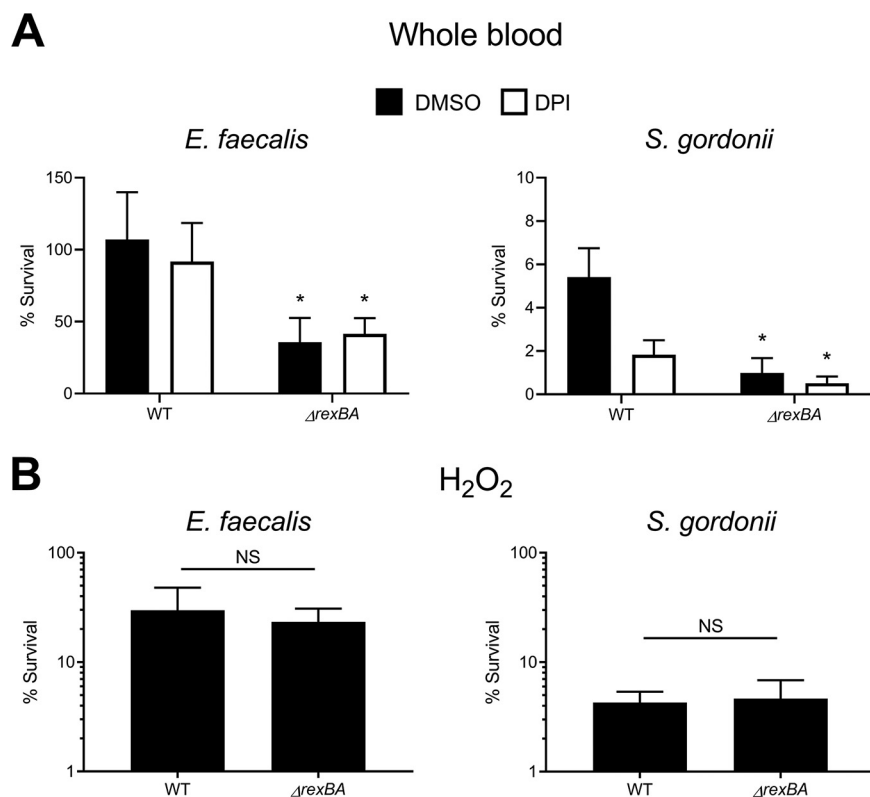 A
Whole blood
DMSO DPI
E. faecalis
150
100
50
0
% Survival
* *
WT ΔrexBA
S. gordonii
10
8
6
4
2
0
% Survival
* *
WT ΔrexBA
B
H2O2
E. faecalis
100
10
1
% Survival
NS
WT ΔrexBA
S. gordonii
100
10
1
% Survival
NS
WT ΔrexBA